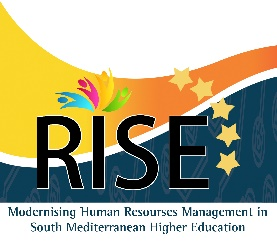 RISE
Modernising Human Resourses Management in
South Mediterranean Higher Education